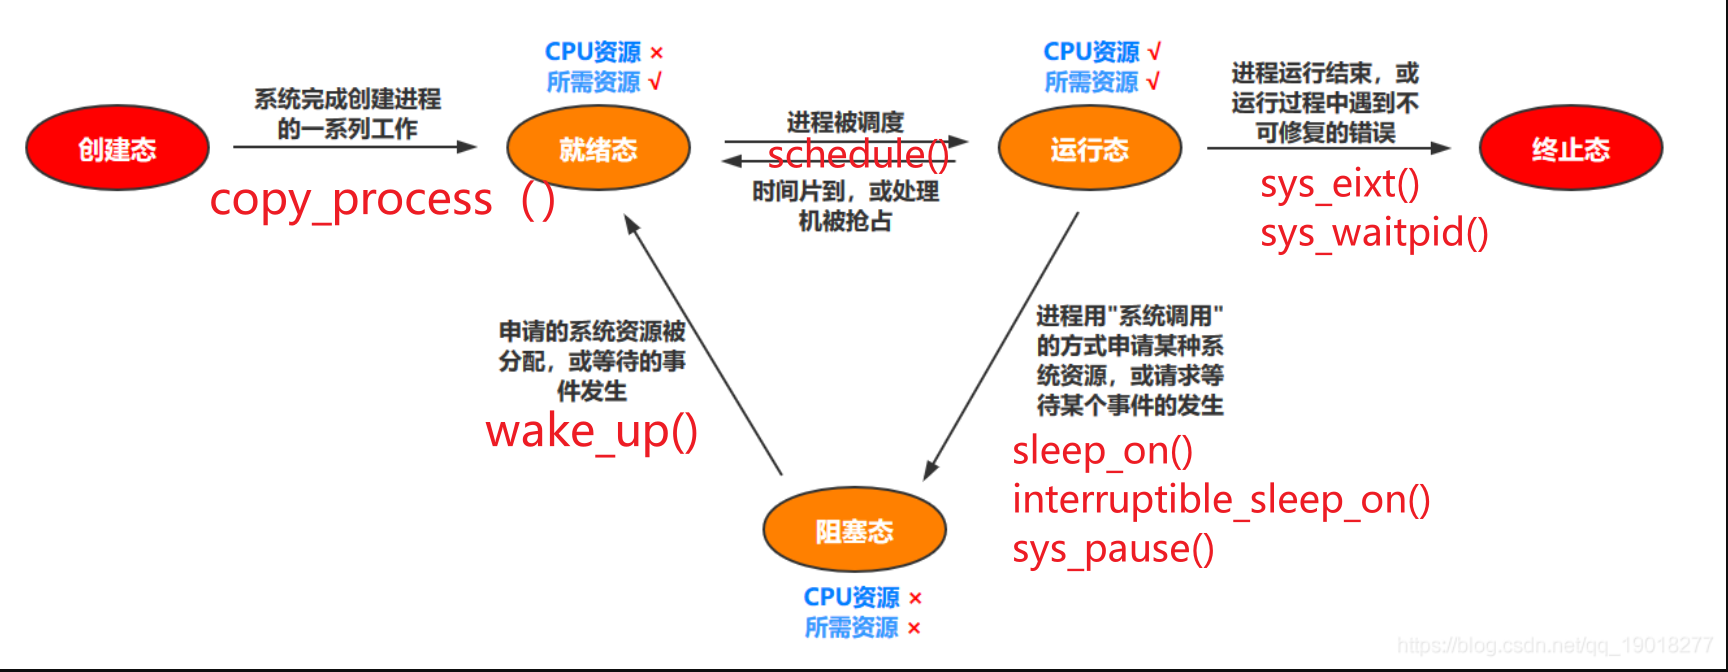 CPU资源 ×
所需资源 √
CPU资源 √
所需资源 √
系统完成创建进程
的一系列工作
进程被调度
进程运行结束，或
运行过程中遇到不
可修复的错误
创建态
就绪态
运行态
终止态
schedule()
copy_process （）
时间片到，或处理
机被抢占
sys_eixt()
sys_waitpid()
申请的系统资源被
分配，或等待的事
件发生
wake_up()
进程用"系统调用"
的方式申请某种系
统资源，或请求等
待某个事件的发生
sleep_on()
interruptible_sleep_on()
sys_pause()
阻塞态
CPU资源 ×
所需资源 ×
https://blog.csdn.net/qq_19018277